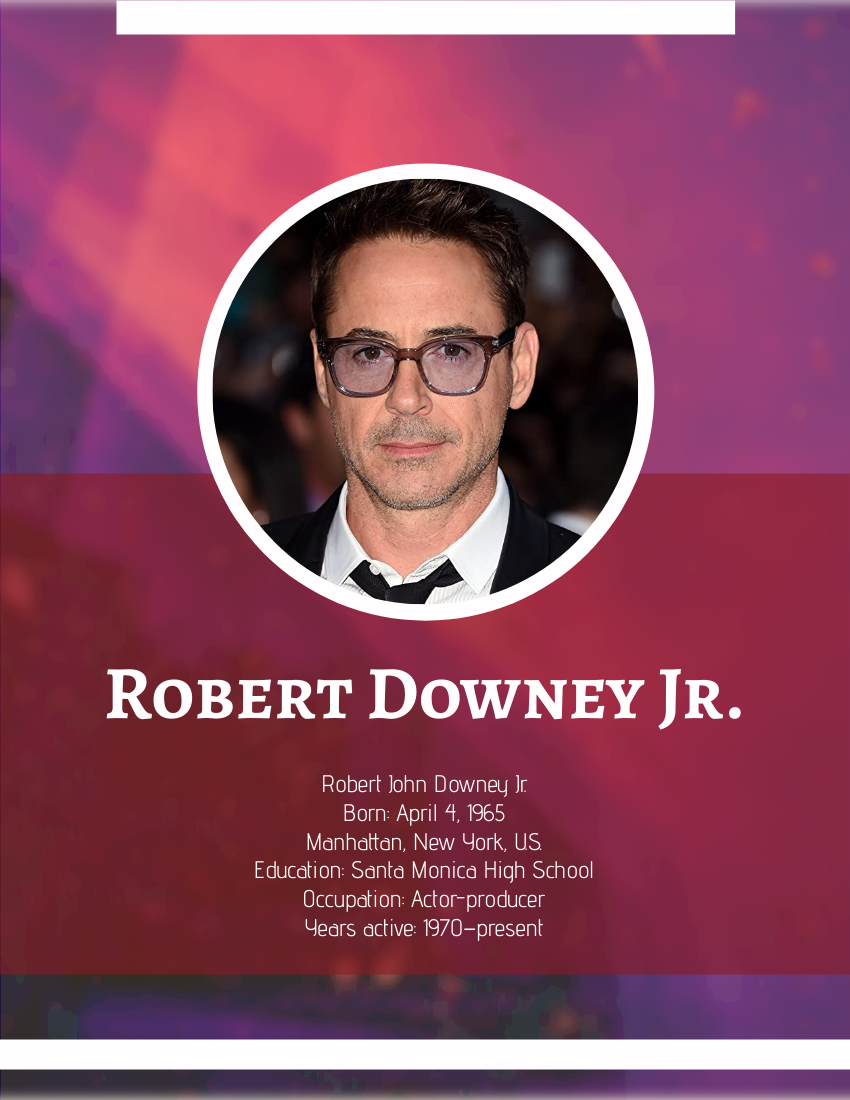 Robert Downey Jr.
Robert John Downey Jr.
Born: April 4, 1965
Manhattan, New York, U.S.
Education: Santa Monica High School
Occupation: Actor-producer
Years active: 1970–present